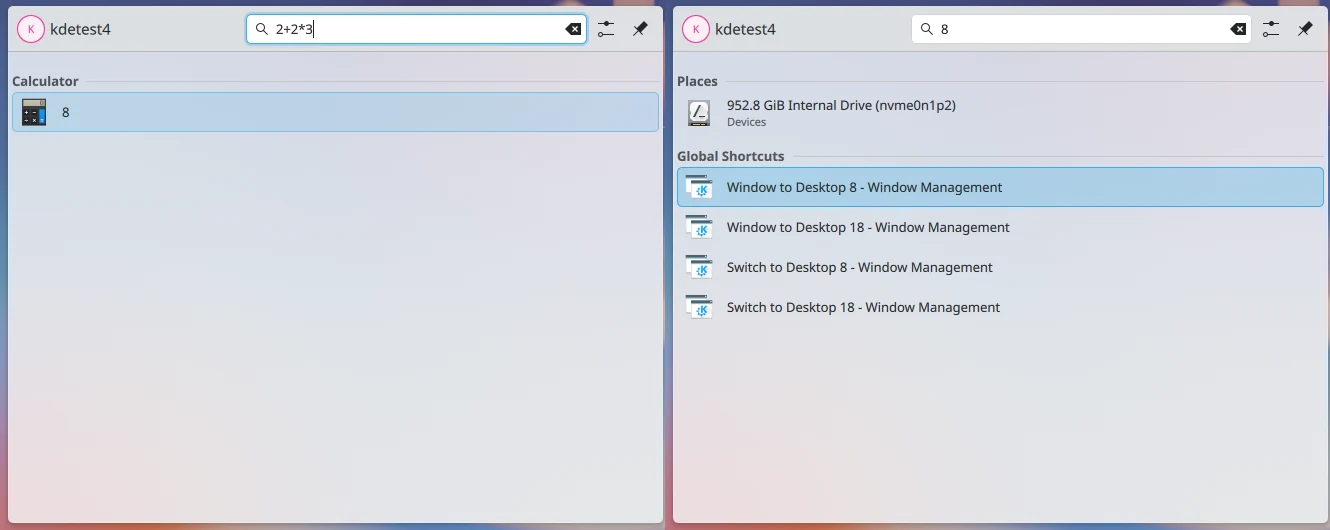 K kdetest4
2+2*3
Calculator
8
K kdetest4
8
Places
952.8 GiB Internal Drive (nvme0n1p2)
Devices
Global Shortcuts
Window to Desktop 8 - Window Management
Window to Desktop 18 - Window Management
Switch to Desktop 8 - Window Management
Switch to Desktop 18 - Window Management